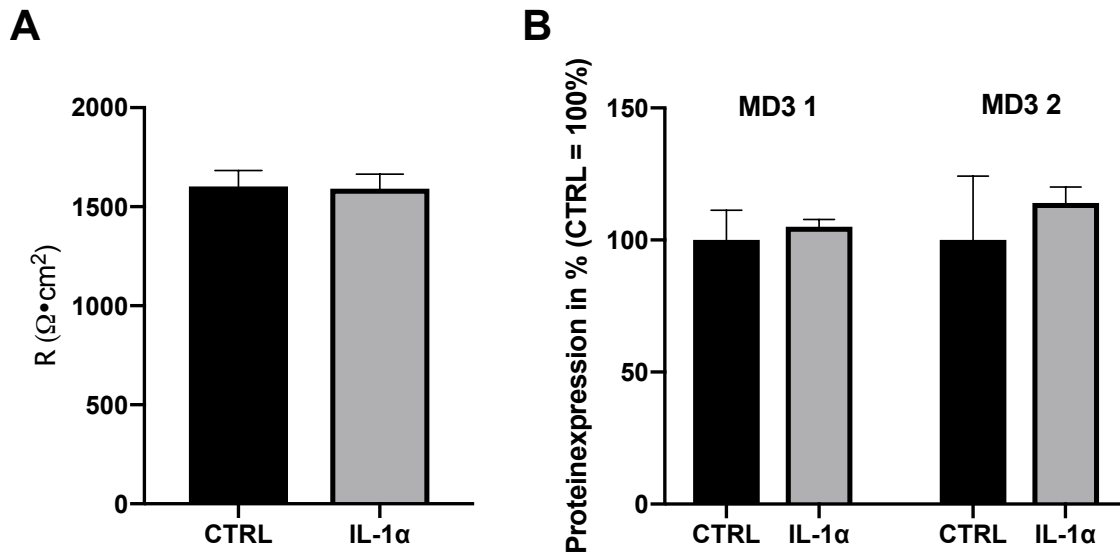 A
R (Ω•cm²)
2000
1500
1000
500
0
CTRL
IL-1α
B
Proteinexpression in % (CTRL = 100%)
150
100
50
0
MD3 1
MD3 2
CTRL
IL-1α
CTRL
IL-1α